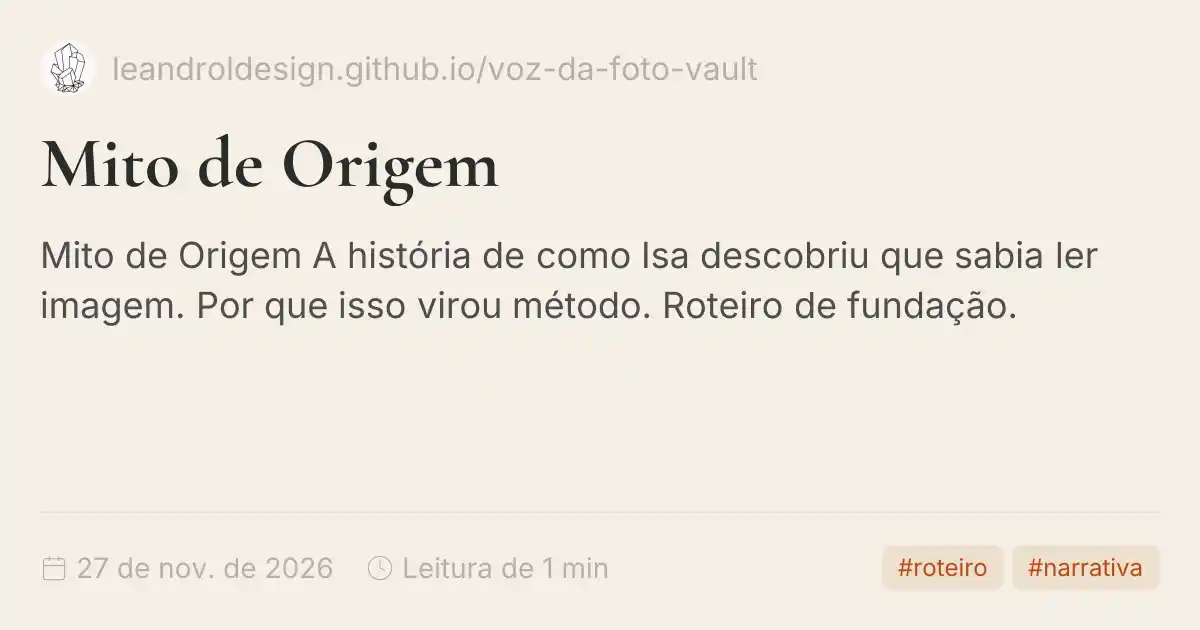 leandroldesign.github.io/voz-da-foto-vault
Mito de Origem
Mito de Origem A história de como Isa descobriu que sabia ler
imagem. Por que isso virou método. Roteiro de fundação.
27 de nov. de 2026 Leitura de 1 min #roteiro #narrativa